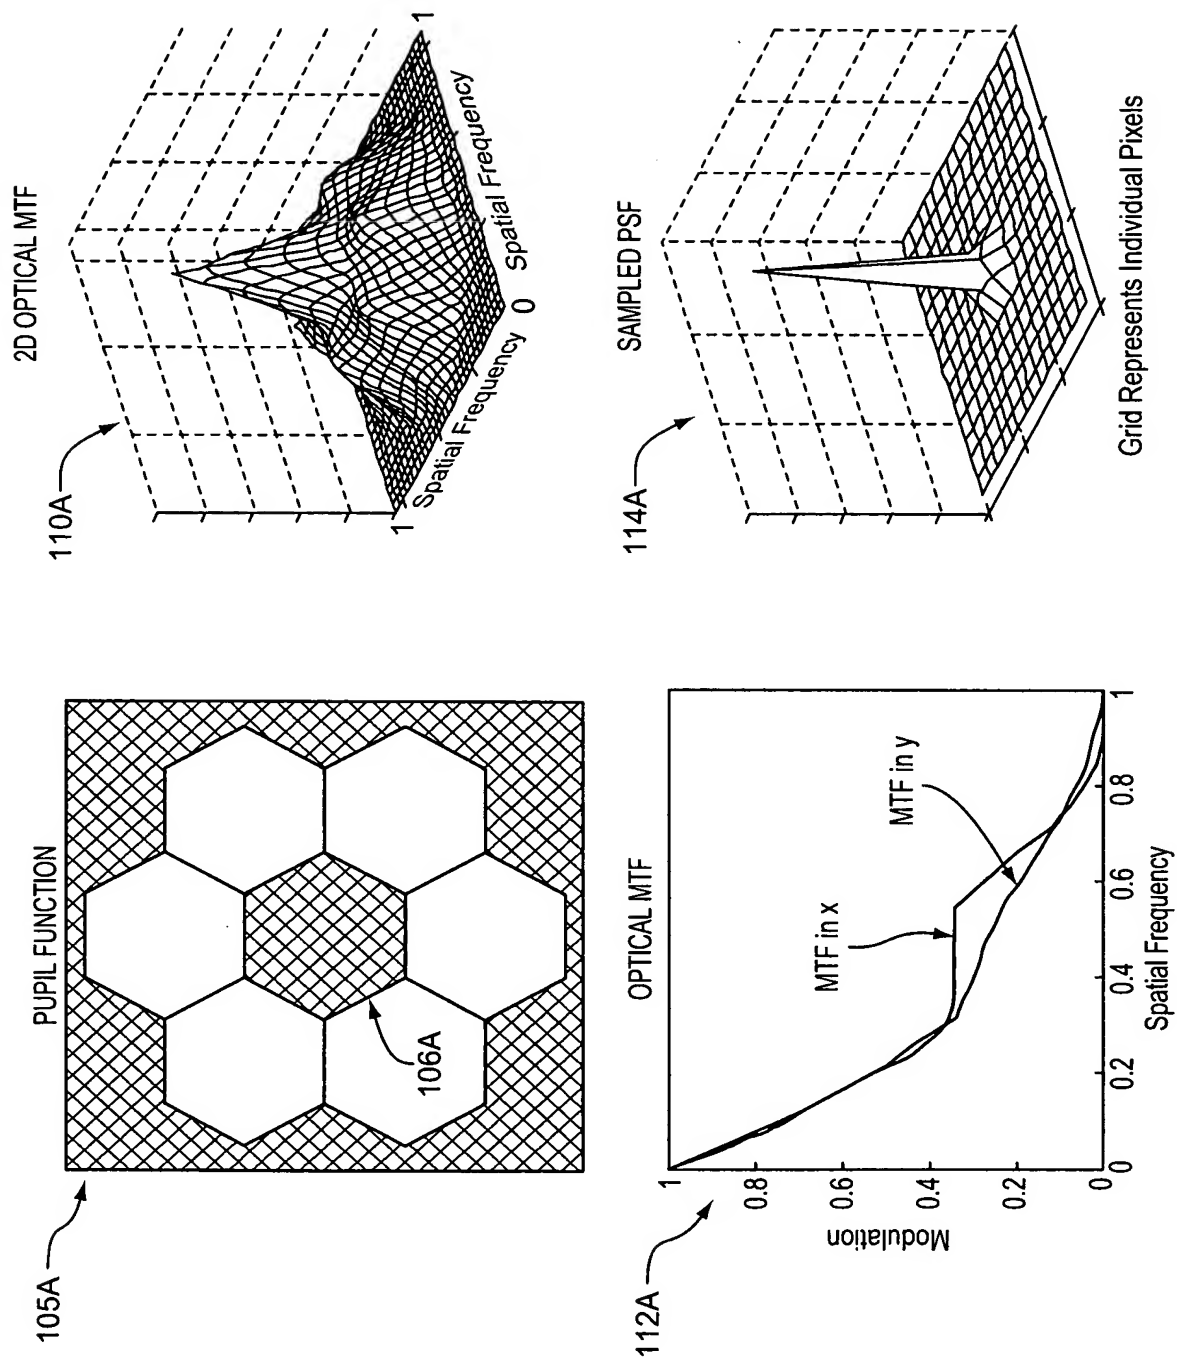 105A
PUPIL FUNCTION
106A
110A
2D OPTICAL MTF
1
Spatial Frequency
0
Spatial Frequency
1
112A
OPTICAL MTF
Modulation
1
0.8
0.6
0.4
0.2
0
MTF in x
MTF in y
0
0.2
0.4
0.6
0.8
1
Spatial Frequency
114A
SAMPLED PSF
Grid Represents Individual Pixels